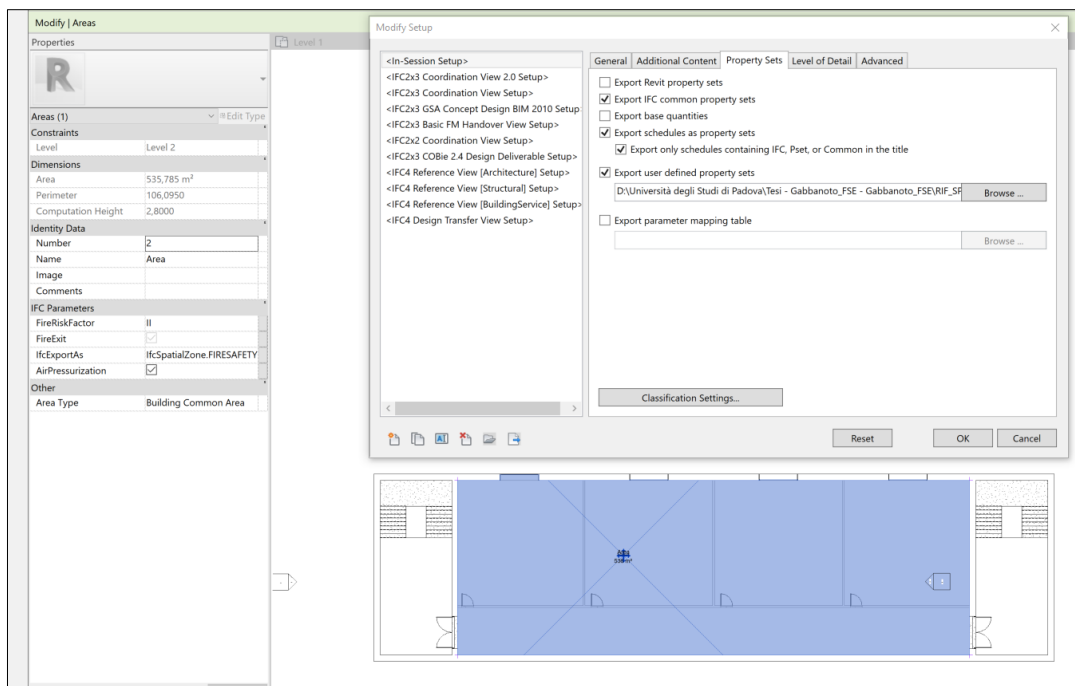 Modify | Areas
Properties
R
Areas (1)
Edit Type
Constraints
Level Level 2
Dimensions
Area 535,785 m²
Perimeter 106,0950
Computation Height 2,8000
Identity Data
Number 2
Name Area
Image
Comments
IFC Parameters
FireRiskFactor II
FireExit
IfcExportAs IfcSpatialZone.FIRESAFETY
AirPressurization
Other
Area Type Building Common Area
Level 1
Modify Setup
<In-Session Setup>
<IFC2x3 Coordination View 2.0 Setup>
<IFC2x3 Coordination View Setup>
<IFC2x3 GSA Concept Design BIM 2010 Setup
<IFC2x3 Basic FM Handover View Setup>
<IFC2x2 Coordination View Setup>
<IFC2x3 COBie 2.4 Design Deliverable Setup>
<IFC4 Reference View [Architecture] Setup>
<IFC4 Reference View [Structural] Setup>
<IFC4 Reference View [BuildingService] Setup>
<IFC4 Design Transfer View Setup>
General Additional Content Property Sets Level of Detail Advanced
Export Revit property sets
Export IFC common property sets
Export base quantities
Export schedules as property sets
Export only schedules containing IFC, Pset, or Common in the title
Export user defined property sets
D:\Università degli Studi di Padova\Tesi - Gabbanoto_FSE - Gabbanoto_FSE\RIF_SF
Browse ...
Export parameter mapping table
Browse ...
Classification Settings...
Reset OK Cancel